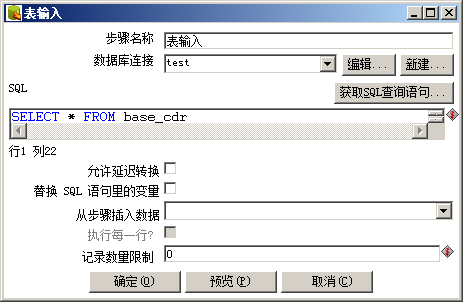 表输入
步骤名称 表输入
数据库连接 test 编辑... 新建...
SQL 获取SQL查询语句...
SELECT * FROM base_cdr
行1 列22
允许延迟转换
替换 SQL 语句里的变量
从步骤插入数据
执行每一行?
记录数量限制 0
确定(O) 预览(P) 取消(C)